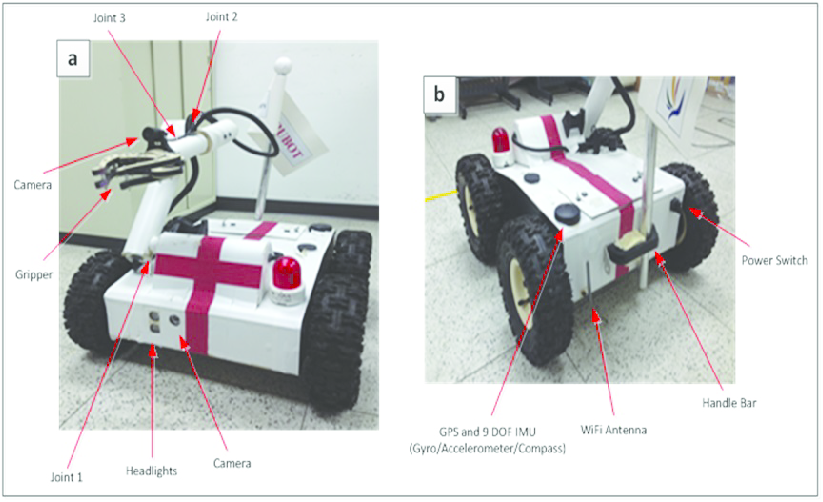 Joint 3
Joint 2
a
b
Camera
Gripper
Power Switch
Handle Bar
WiFi Antenna
GPS and 9 DOF IMU
(Gyro/Accelerometer/Compass)
Camera
Headlights
Joint 1